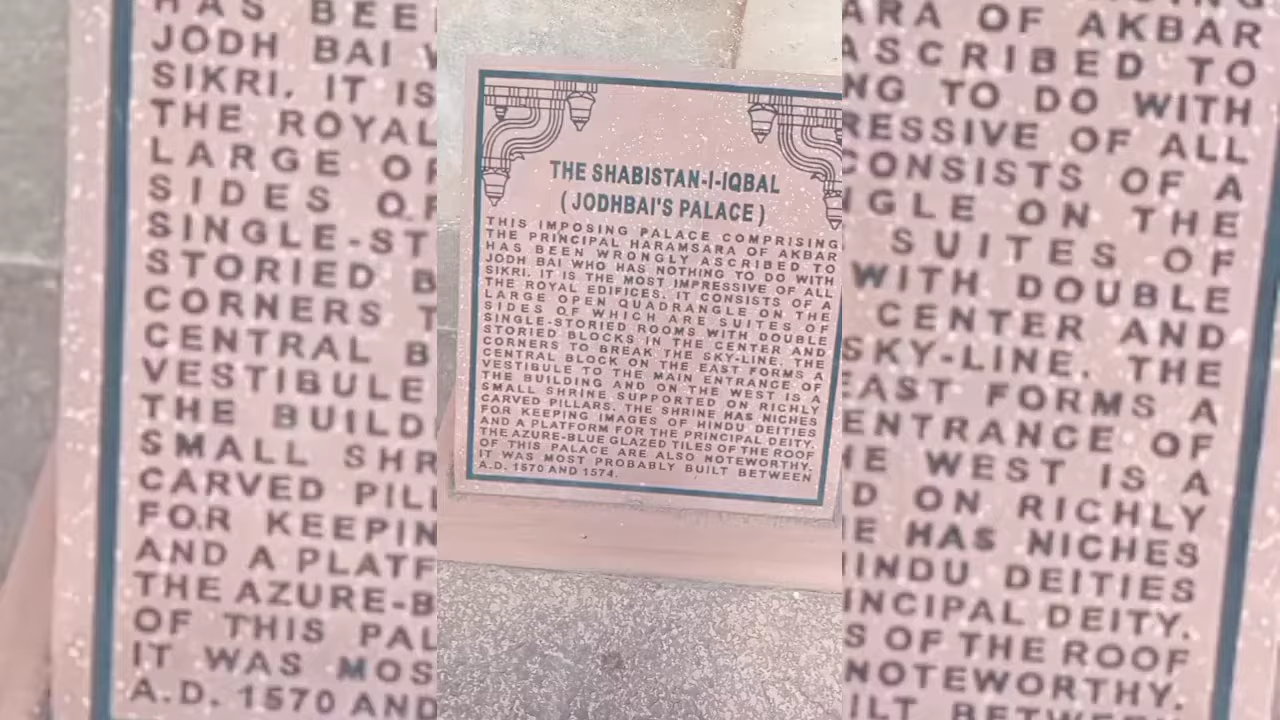 THE SHABISTAN-I-IQBAL
( JODHBAI'S PALACE )
THIS IMPOSING PALACE COMPRISING
THE PRINCIPAL HARAMSARA OF AKBAR
HAS BEEN WRONGLY ASCRIBED TO
JODH BAI WHO HAS NOTHING TO DO WITH
SIKRI. IT IS THE MOST IMPRESSIVE OF ALL
THE ROYAL EDIFICES. IT CONSISTS OF A
LARGE OPEN QUADRANGLE ON THE
SIDES OF WHICH ARE SUITES OF
SINGLE-STORIED ROOMS WITH DOUBLE
STORIED BLOCKS IN THE CENTER AND
CORNERS TO BREAK THE SKY-LINE. THE
CENTRAL BLOCK ON THE EAST FORMS A
VESTIBULE TO THE MAIN ENTRANCE OF
THE BUILDING AND ON THE WEST IS A
SMALL SHRINE SUPPORTED ON RICHLY
CARVED PILLARS. THE SHRINE HAS NICHES
FOR KEEPING IMAGES OF HINDU DEITIES
AND A PLATFORM FOR THE PRINCIPAL DEITY.
THE AZURE-BLUE GLAZED TILES OF THE ROOF
OF THIS PALACE ARE ALSO NOTEWORTHY.
IT WAS MOST PROBABLY BUILT BETWEEN
A.D. 1570 AND 1574.